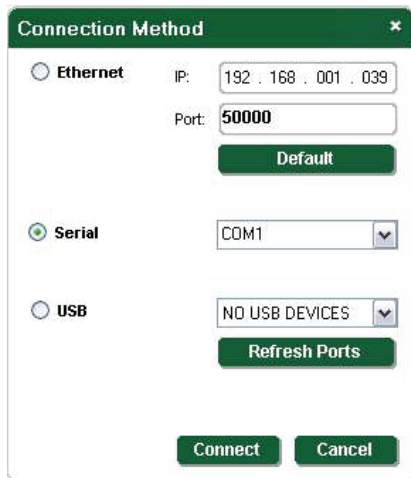 Connection Method ×
Ethernet IP: 192 . 168 . 001 . 039
Port: 50000
Default
Serial COM1
USB NO USB DEVICES
Refresh Ports
Connect Cancel